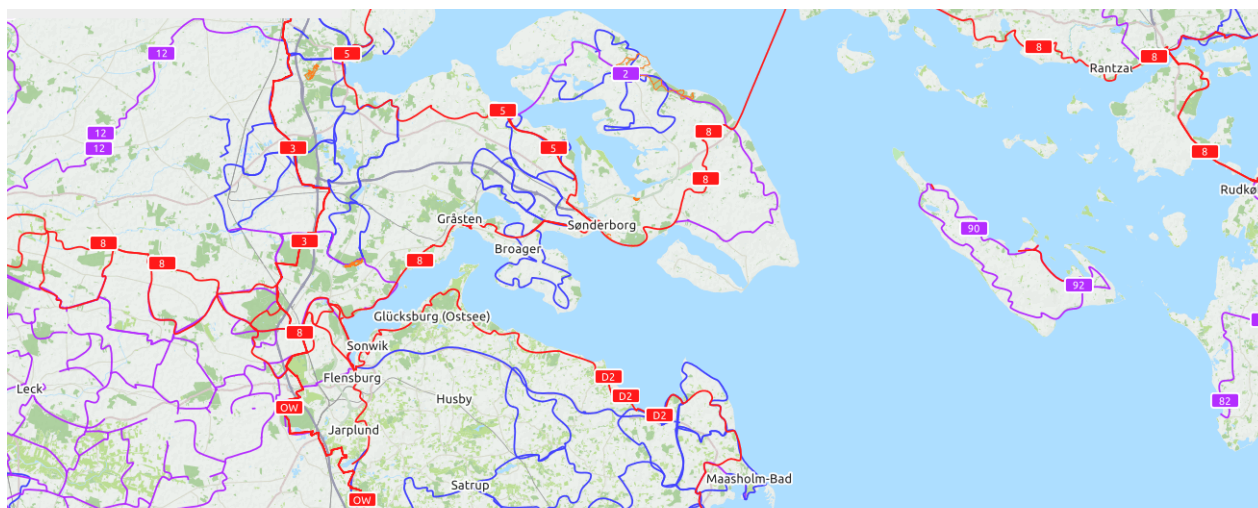 8
Rantza
8
12
5
2
5
12
12
8
3
5
8
8
Rudkø
Gråsten
Sønderborg
90
Broager
8
3
8
8
92
Glücksburg (Ostsee)
8
Sonwik
Flensburg
D2
Leck
Husby
D2
82
OW
D2
Jarplund
Satrup
Maasholm-Bad
OW